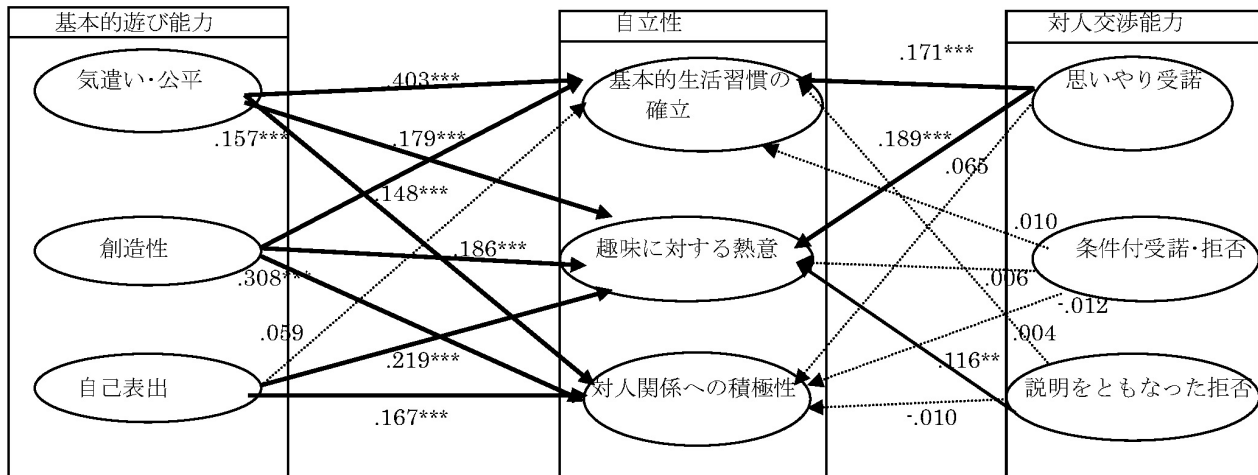 基本的遊び能力
自立性
対人交渉能力
気遣い・公平
.403***
基本的生活習慣の
確立
.171***
思いやり受諾
.157***
.179***
.189***
.065
.148***
.010
創造性
.186***
趣味に対する熱意
条件付受諾・拒否
.308***
.006
-.012
.059
.004
.219***
.116**
自己表出
対人関係への積極性
説明をともなった拒否
.167***
-.010